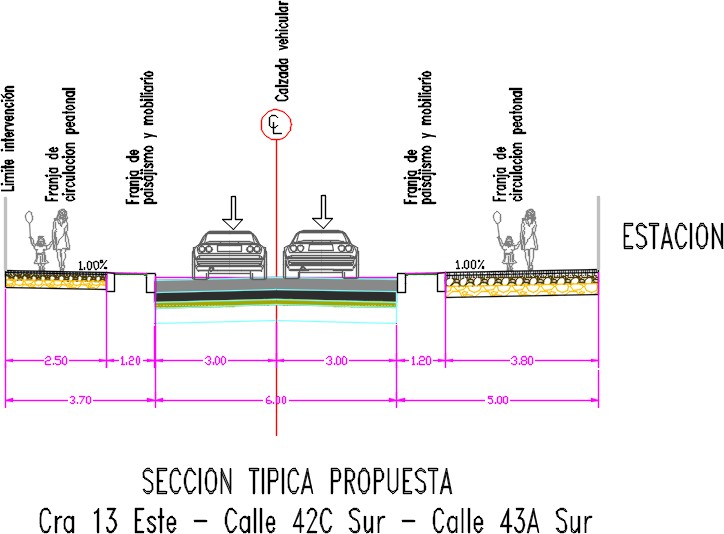 Limite intervención
Franja de
circulacion peatonal
Franja de
paisajismo y mobiliario
Calzada vehicular
Franja de
paisajismo y mobiliario
Franja de
circulacion peatonal
CL
ESTACION
1.00%
1.00%
2.50
1.20
3.00
3.00
1.20
3.80
3.70
6.00
5.00
SECCION TIPICA PROPUESTA
Cra 13 Este - Calle 42C Sur - Calle 43A Sur